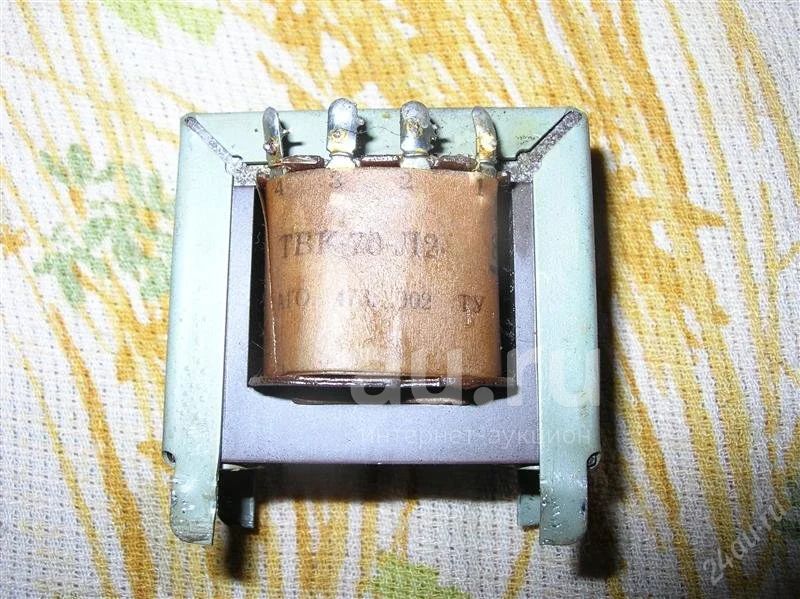 4 3 2 1
ТВК-70-Л2
ТУ
au.ru
интернет-аукцион
24au.ru